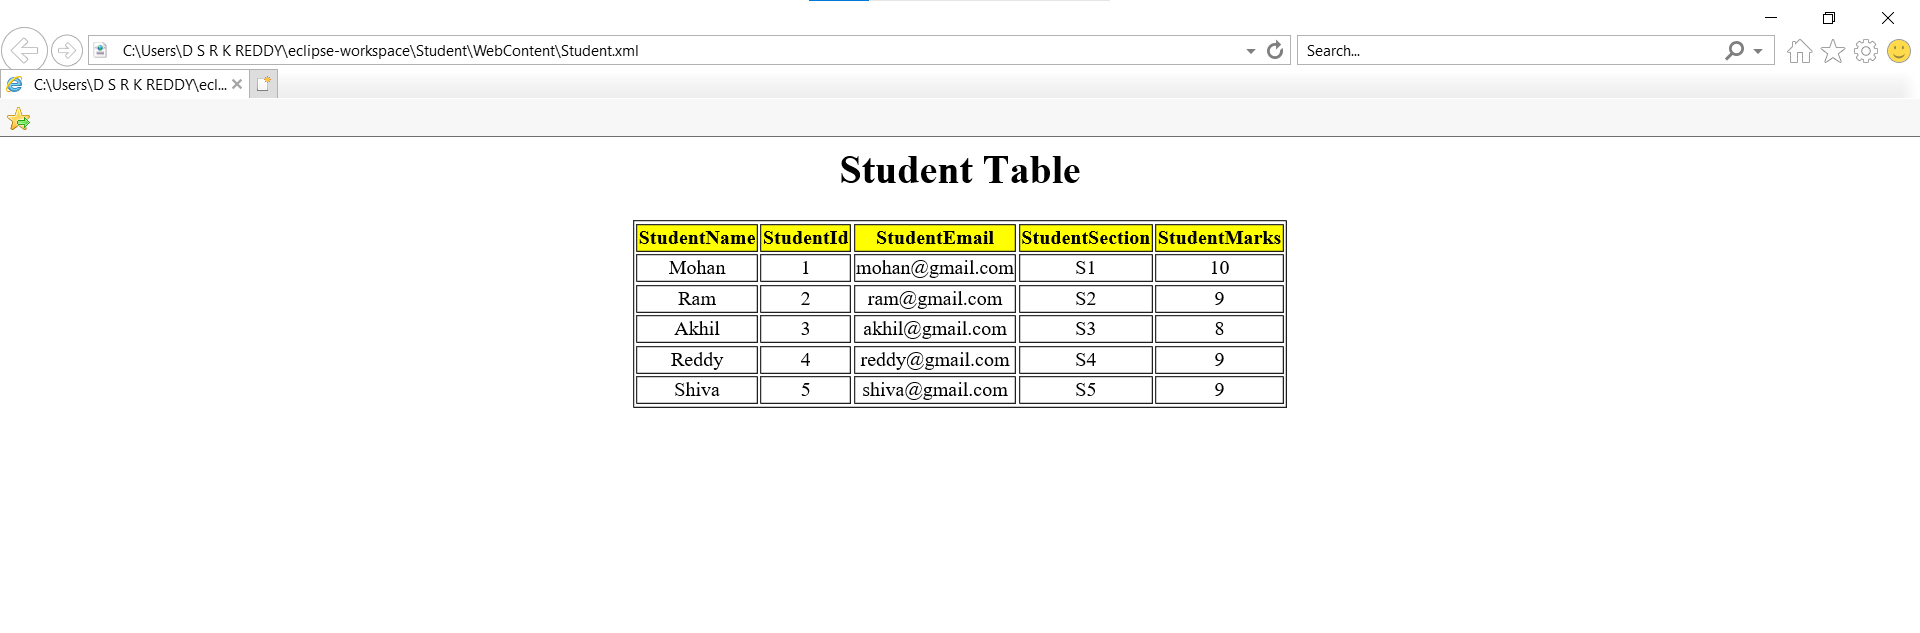 C:\Users\D S R K REDDY\eclipse-workspace\Student\WebContent\Student.xml
Search...
C:\Users\D S R K REDDY\ecl...
Student Table
StudentName StudentId StudentEmail StudentSection StudentMarks
Mohan 1 mohan@gmail.com S1 10
Ram 2 ram@gmail.com S2 9
Akhil 3 akhil@gmail.com S3 8
Reddy 4 reddy@gmail.com S4 9
Shiva 5 shiva@gmail.com S5 9